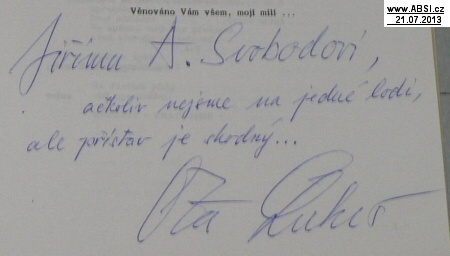 www.ABSI.cz
21.07.2013
Věnováno Vám všem, moji milí ...
Jiřímu A. Svobodovi,
ačkoliv nejsme na jedné lodi,
ale přístav je shodný...
Ota